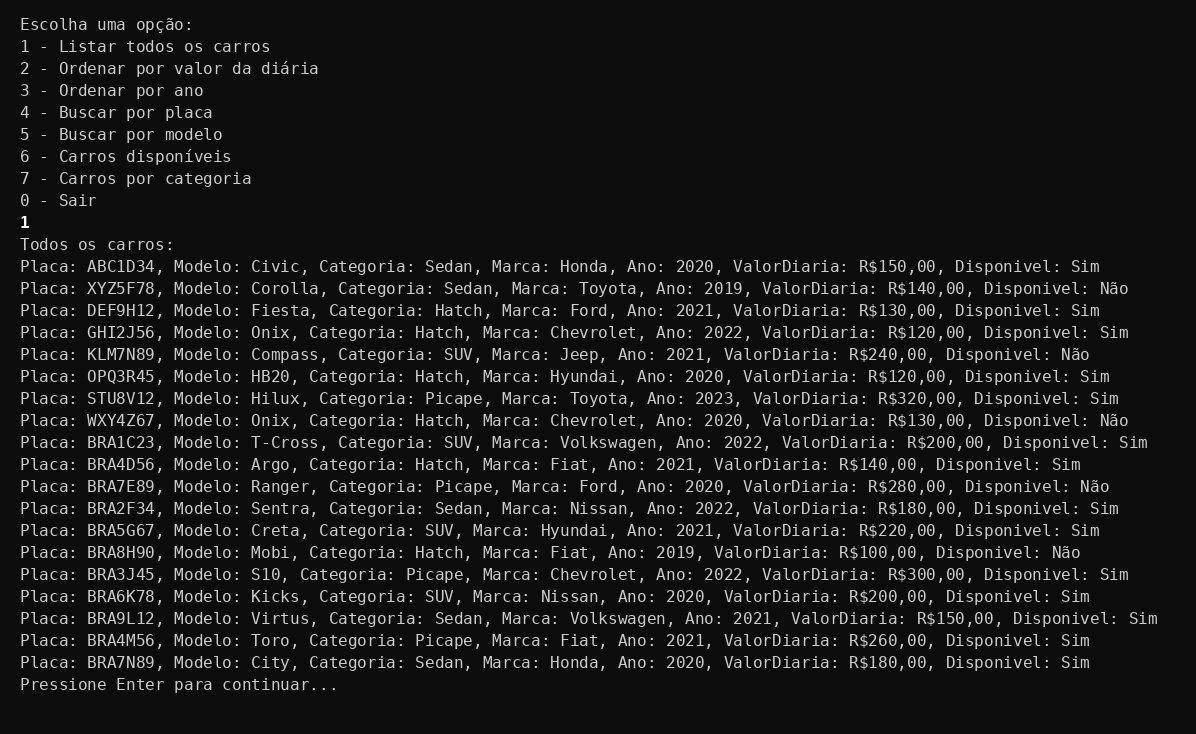 Escolha uma opção:
1 - Listar todos os carros
2 - Ordenar por valor da diária
3 - Ordenar por ano
4 - Buscar por placa
5 - Buscar por modelo
6 - Carros disponíveis
7 - Carros por categoria
0 - Sair
1
Todos os carros:
Placa: ABC1D34, Modelo: Civic, Categoria: Sedan, Marca: Honda, Ano: 2020, ValorDiaria: R$150,00, Disponivel: Sim
Placa: XYZ5F78, Modelo: Corolla, Categoria: Sedan, Marca: Toyota, Ano: 2019, ValorDiaria: R$140,00, Disponivel: Não
Placa: DEF9H12, Modelo: Fiesta, Categoria: Hatch, Marca: Ford, Ano: 2021, ValorDiaria: R$130,00, Disponivel: Sim
Placa: GHI2J56, Modelo: Onix, Categoria: Hatch, Marca: Chevrolet, Ano: 2022, ValorDiaria: R$120,00, Disponivel: Sim
Placa: KLM7N89, Modelo: Compass, Categoria: SUV, Marca: Jeep, Ano: 2021, ValorDiaria: R$240,00, Disponivel: Não
Placa: OPQ3R45, Modelo: HB20, Categoria: Hatch, Marca: Hyundai, Ano: 2020, ValorDiaria: R$120,00, Disponivel: Sim
Placa: STU8V12, Modelo: Hilux, Categoria: Picape, Marca: Toyota, Ano: 2023, ValorDiaria: R$320,00, Disponivel: Sim
Placa: WXY4Z67, Modelo: Onix, Categoria: Hatch, Marca: Chevrolet, Ano: 2020, ValorDiaria: R$130,00, Disponivel: Não
Placa: BRA1C23, Modelo: T-Cross, Categoria: SUV, Marca: Volkswagen, Ano: 2022, ValorDiaria: R$200,00, Disponivel: Sim
Placa: BRA4D56, Modelo: Argo, Categoria: Hatch, Marca: Fiat, Ano: 2021, ValorDiaria: R$140,00, Disponivel: Sim
Placa: BRA7E89, Modelo: Ranger, Categoria: Picape, Marca: Ford, Ano: 2020, ValorDiaria: R$280,00, Disponivel: Não
Placa: BRA2F34, Modelo: Sentra, Categoria: Sedan, Marca: Nissan, Ano: 2022, ValorDiaria: R$180,00, Disponivel: Sim
Placa: BRA5G67, Modelo: Creta, Categoria: SUV, Marca: Hyundai, Ano: 2021, ValorDiaria: R$220,00, Disponivel: Sim
Placa: BRA8H90, Modelo: Mobi, Categoria: Hatch, Marca: Fiat, Ano: 2019, ValorDiaria: R$100,00, Disponivel: Não
Placa: BRA3J45, Modelo: S10, Categoria: Picape, Marca: Chevrolet, Ano: 2022, ValorDiaria: R$300,00, Disponivel: Sim
Placa: BRA6K78, Modelo: Kicks, Categoria: SUV, Marca: Nissan, Ano: 2020, ValorDiaria: R$200,00, Disponivel: Sim
Placa: BRA9L12, Modelo: Virtus, Categoria: Sedan, Marca: Volkswagen, Ano: 2021, ValorDiaria: R$150,00, Disponivel: Sim
Placa: BRA4M56, Modelo: Toro, Categoria: Picape, Marca: Fiat, Ano: 2021, ValorDiaria: R$260,00, Disponivel: Sim
Placa: BRA7N89, Modelo: City, Categoria: Sedan, Marca: Honda, Ano: 2020, ValorDiaria: R$180,00, Disponivel: Sim
Pressione Enter para continuar...